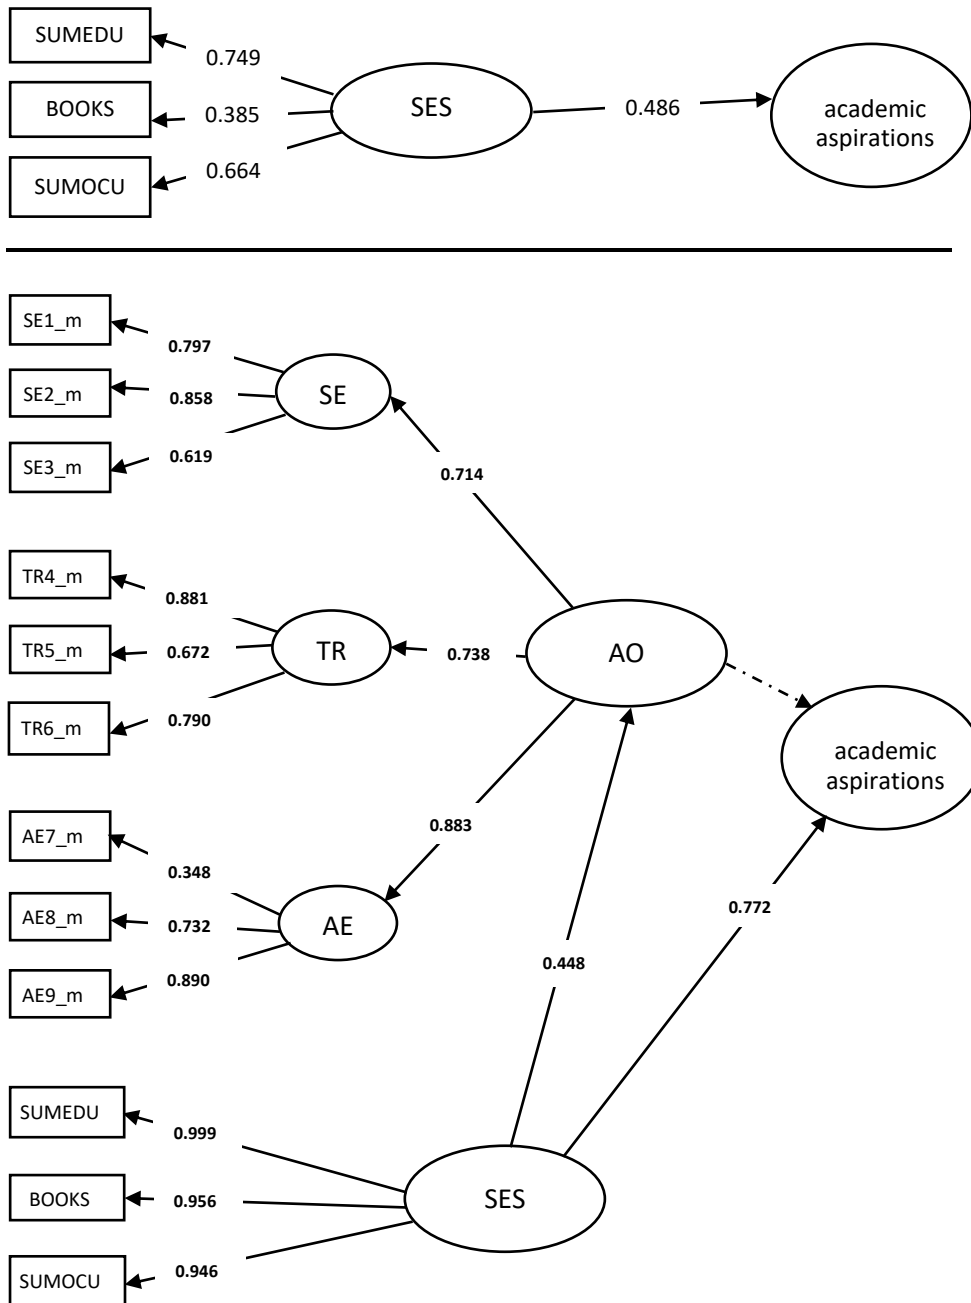 SUMEDU
0.749
BOOKS
0.385
SES
0.486
academic
aspirations
SUMOCU
0.664
SE1_m
0.797
SE2_m
0.858
SE
SE3_m
0.619
0.714
TR4_m
0.881
TR5_m
0.672
TR
0.738
AO
TR6_m
0.790
academic
aspirations
AE7_m
0.348
0.883
AE8_m
0.732
AE
0.772
AE9_m
0.890
0.448
SUMEDU
0.999
BOOKS
0.956
SES
SUMOCU
0.946